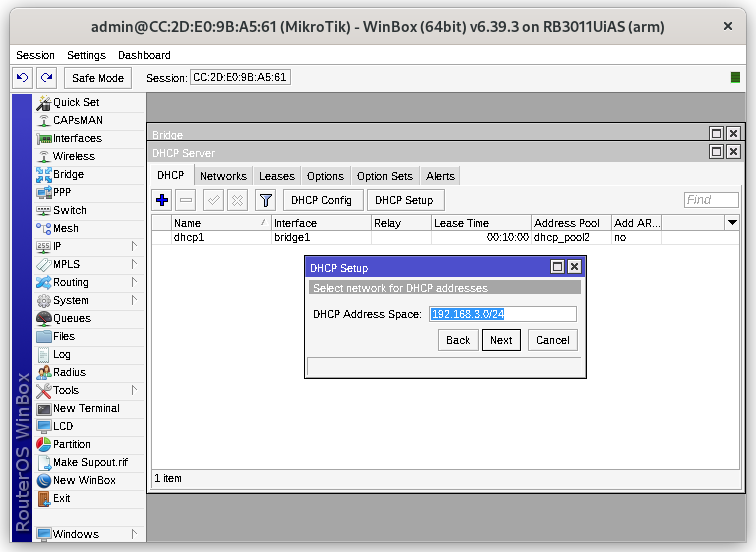 admin@CC:2D:E0:9B:A5:61 (MikroTik) - WinBox (64bit) v6.39.3 on RB3011UiAS (arm)
Session Settings Dashboard
Safe Mode Session: CC:2D:E0:9B:A5:61
RouterOS WinBox
Quick Set
CAPsMAN
Interfaces
Wireless
Bridge
PPP
Switch
Mesh
IP
MPLS
Routing
System
Queues
Files
Log
Radius
Tools
New Terminal
LCD
Partition
Make Supout.rif
New WinBox
Exit
Windows
Bridge
DHCP Server
DHCP Networks Leases Options Option Sets Alerts
DHCP Config DHCP Setup Find
Name / Interface Relay Lease Time Address Pool Add AR...
dhcp1 bridge1 00:10:00 dhcp_pool2 no
DHCP Setup
Select network for DHCP addresses
DHCP Address Space: 192.168.3.0/24
Back Next Cancel
1 item